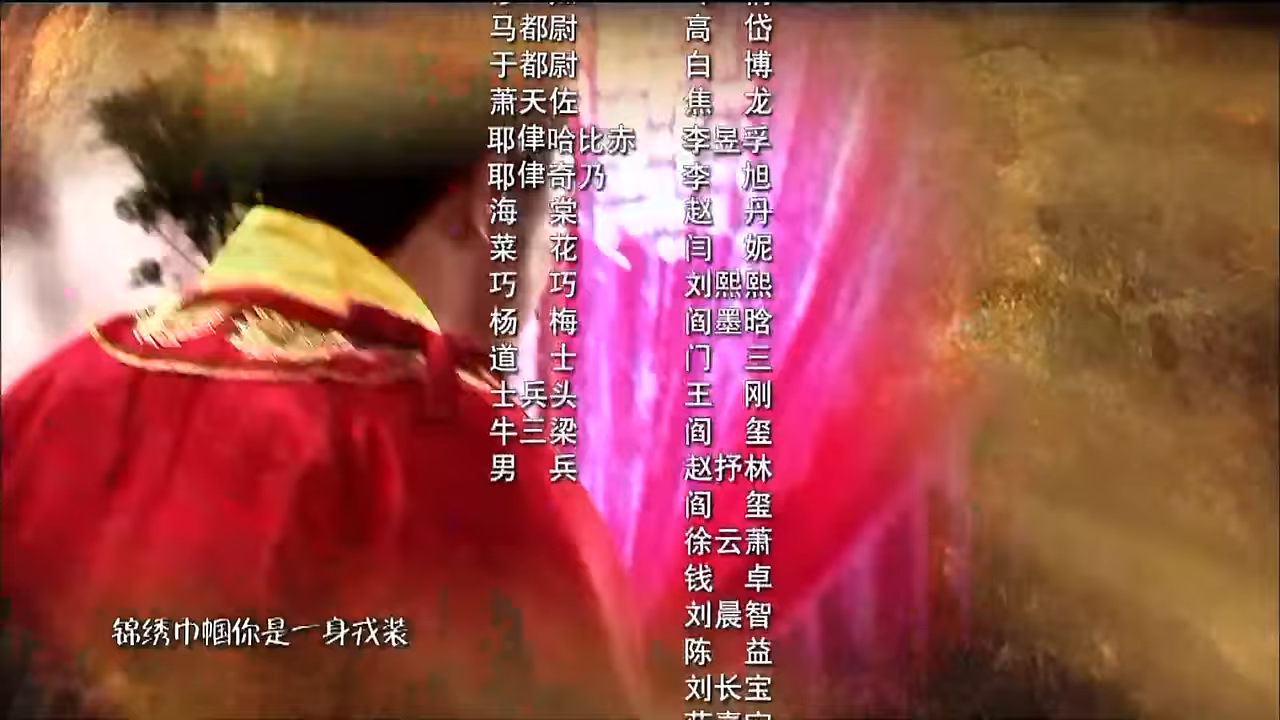 马都尉 高岱
于都尉 白博
萧天佐 焦龙
耶侓哈比赤 李昱孚
耶侓奇乃 李旭
海棠 赵丹
菜花 闫妮
巧巧 刘熙熙
杨梅 阎墨晗
道士 门三
士兵头 王刚
牛三梁 阎玺
男兵 赵抒林
阎玺
徐云萧
钱卓
刘晨智
陈益
刘长宝
锦绣巾帼你是一身戎装